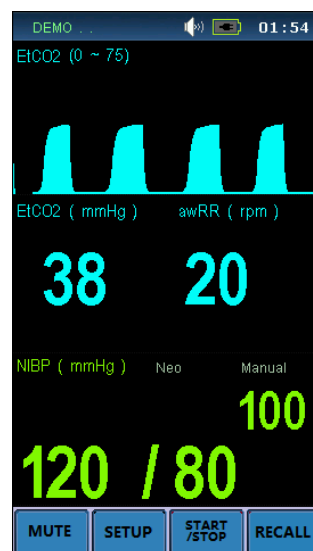 DEMO . . 01:54
EtCO2 (0 ~ 75)
EtCO2 ( mmHg ) awRR ( rpm )
38 20
NIBP ( mmHg ) Neo Manual
100
120 / 80
MUTE SETUP START /STOP RECALL